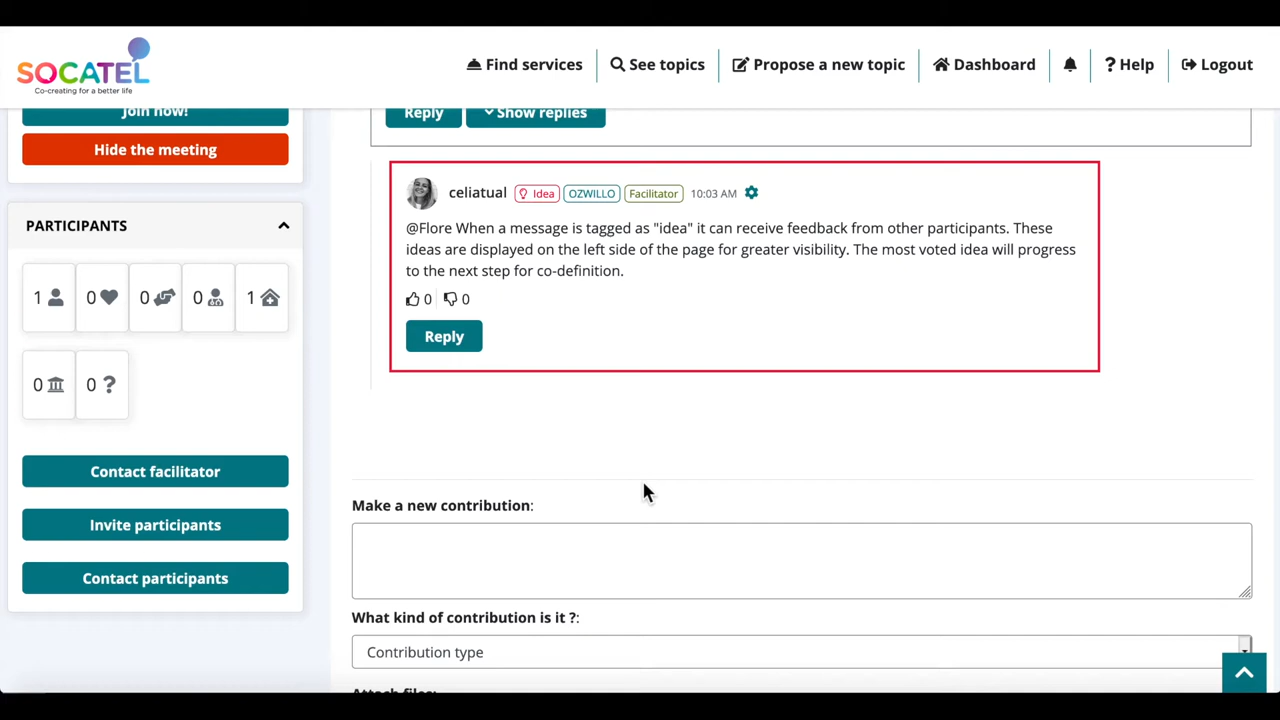 SOCATEL
Co-creating for a better life
Find services
See topics
Propose a new topic
Dashboard
? Help
Logout
Join now!
Hide the meeting
PARTICIPANTS
1
0
0
0
1
0
0 ?
Contact facilitator
Invite participants
Contact participants
Reply
Show replies
celiatual Idea OZWILLO Facilitator 10:03 AM
@Flore When a message is tagged as "idea" it can receive feedback from other participants. These
ideas are displayed on the left side of the page for greater visibility. The most voted idea will progress
to the next step for co-definition.
0 0
Reply
Make a new contribution:
What kind of contribution is it ?:
Contribution type
Attach files: